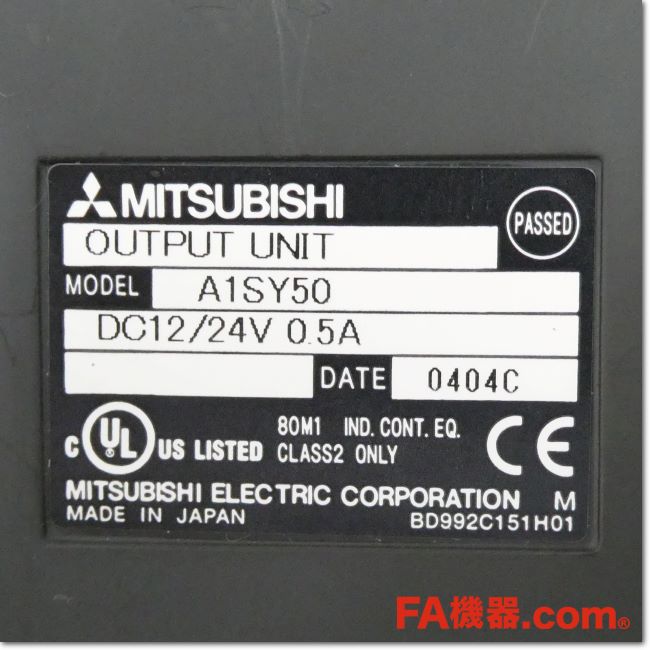 MITSUBISHI
PASSED
OUTPUT UNIT
MODEL A1SY50
DC12/24V 0.5A
DATE 0404C
C UL US LISTED 80M1 IND. CONT. EQ. CLASS2 ONLY CE
MITSUBISHI ELECTRIC CORPORATION M
MADE IN JAPAN BD992C151H01
FA機器.com®